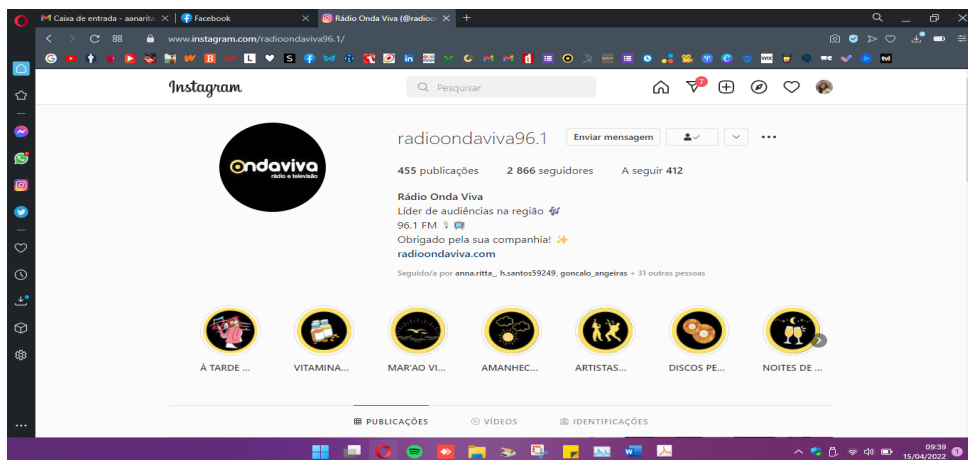 Caixa de entrada - aanarita
Facebook
Rádio Onda Viva (@radiooc
www.instagram.com/radioondaviva96.1/
Instagram
Pesquisar
7
ondaviva
rádio e televisão
radioondaviva96.1
Enviar mensagem
455 publicações 2 866 seguidores A seguir 412
Rádio Onda Viva
Líder de audiências na região 🎶
96.1 FM 🎙️ 📺
Obrigado pela sua companhia! ✨
radioondaviva.com
Seguido/a por anna.ritta_, h.santos59249, goncalo_angeiras + 31 outras pessoas
À TARDE ... VITAMINA... MAR'AO VI... AMANHEC... ARTISTAS... DISCOS PE... NOITES DE ...
PUBLICAÇÕES VÍDEOS IDENTIFICAÇÕES
09:39
15/04/2022
1